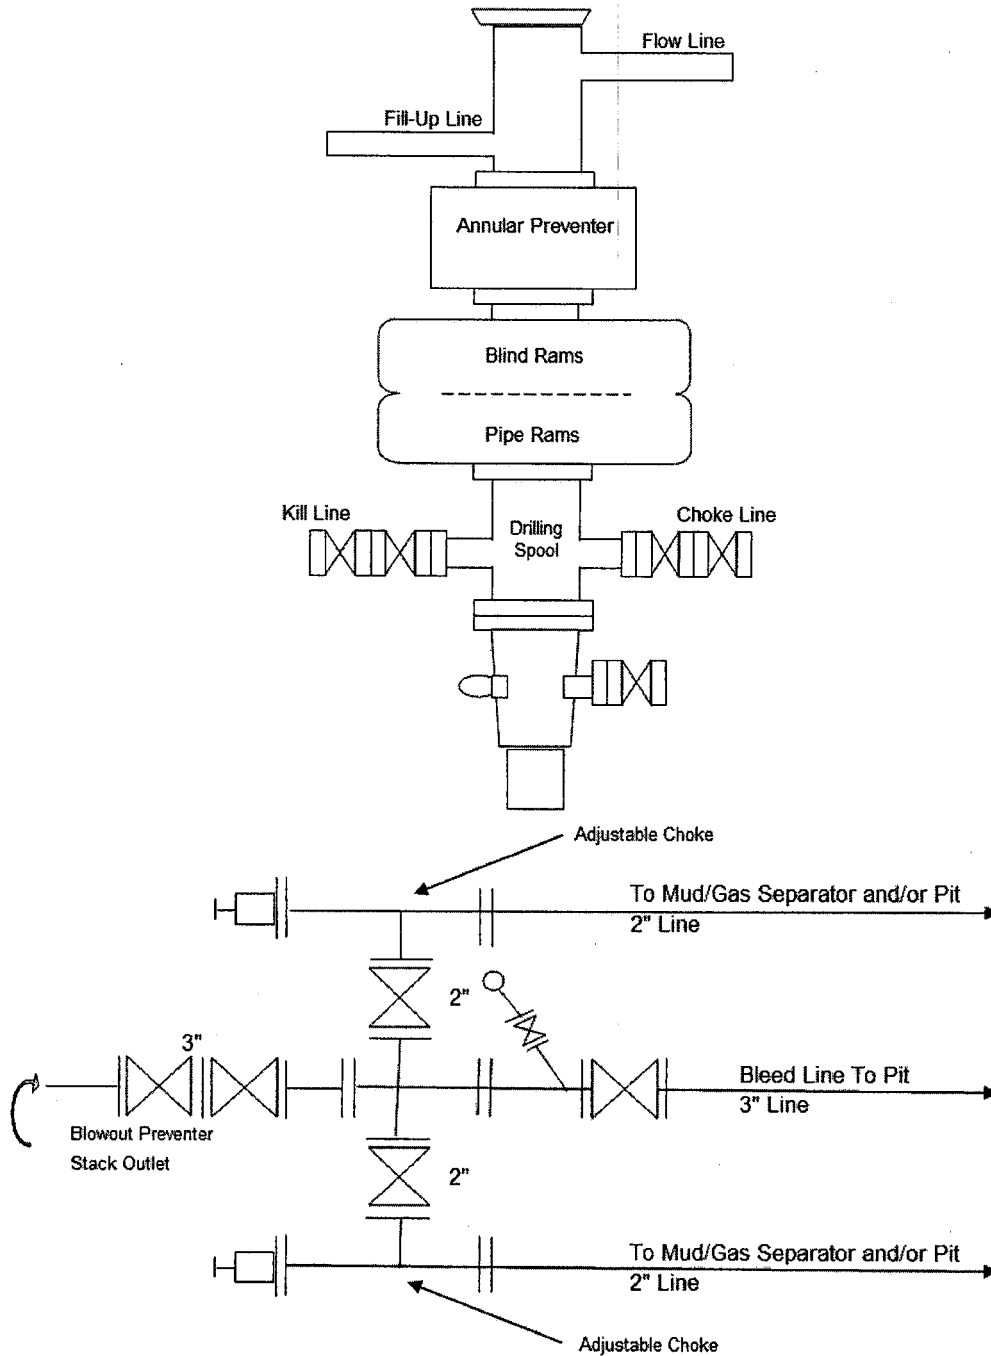 Flow Line
Fill-Up Line
Annular Preventer
Blind Rams
Pipe Rams
Kill Line
Drilling
Spool
Choke Line
Adjustable Choke
To Mud/Gas Separator and/or Pit
2" Line
2"
3"
Bleed Line To Pit
3" Line
Blowout Preventer
Stack Outlet
2"
To Mud/Gas Separator and/or Pit
2" Line
Adjustable Choke